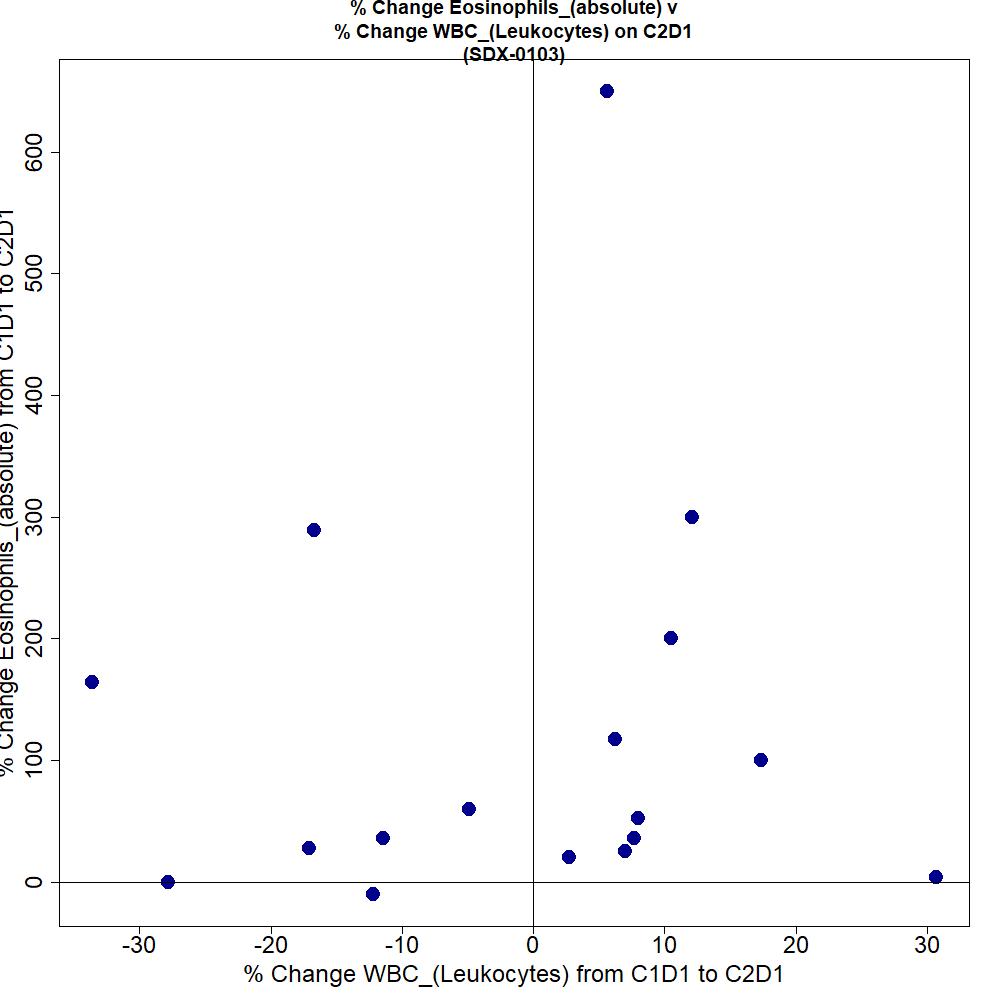 % Change Eosinophils_(absolute) v
% Change WBC_(Leukocytes) on C2D1
(SDX-0103)
% Change Eosinophils_(absolute) from C1D1 to C2D1
600
500
400
300
200
100
0
-30
-20
-10
0
10
20
30
% Change WBC_(Leukocytes) from C1D1 to C2D1